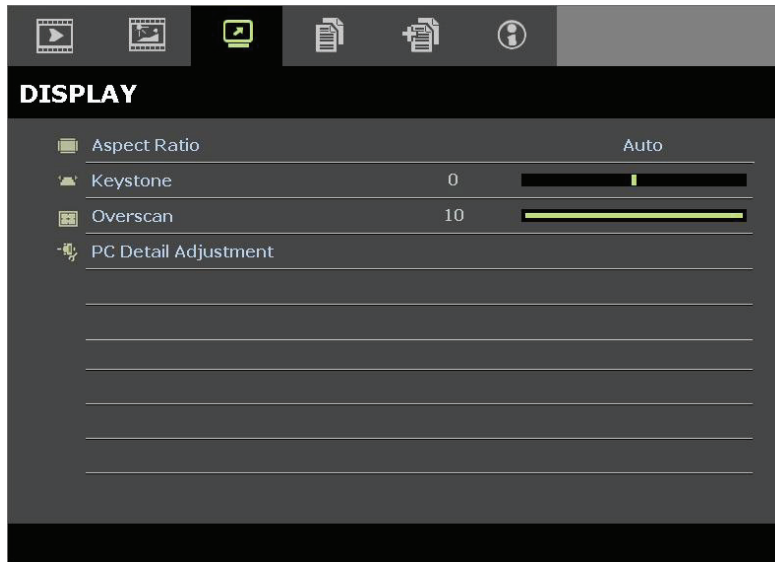 DISPLAY
Aspect Ratio Auto
Keystone 0
Overscan 10
PC Detail Adjustment